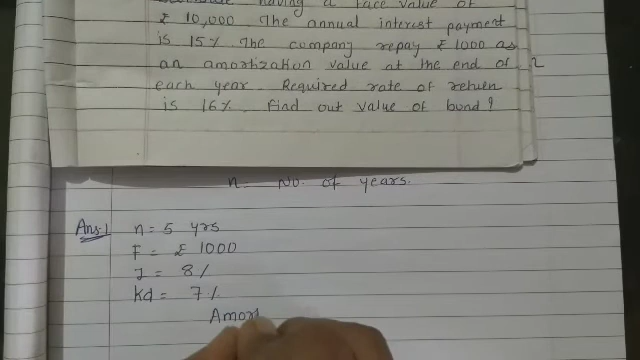 having a face value of
₤ 10,000. The annual interest payment
is 15%. The company repay ₤ 1000 as
an amortization value at the end of
each year. Required rate of return
is 16%. Find out value of bond?
n No. of years.
Ans:1 n = 5 yrs
F = ₤ 1000
I = 8%
Kd = 7%
Amort